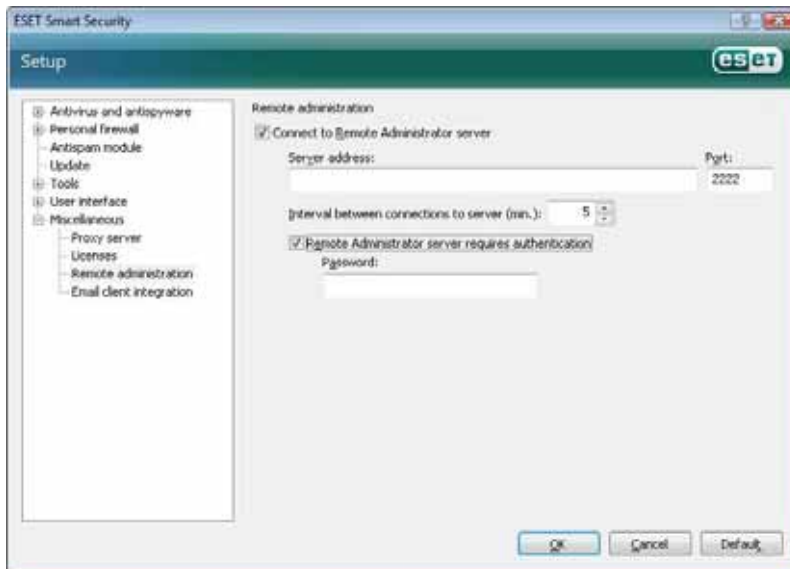 ESET Smart Security
Setup
eset
Antivirus and antispyware
Personal firewall
Antispam module
Update
Tools
User interface
Miscellaneous
Proxy server
Licenses
Remote administration
Email client integration
Remote administration
Connect to Remote Administrator server
Server address:
Port:
2222
Interval between connections to server (min.):
5
Remote Administrator server requires authentication
Password:
OK
Cancel
Default